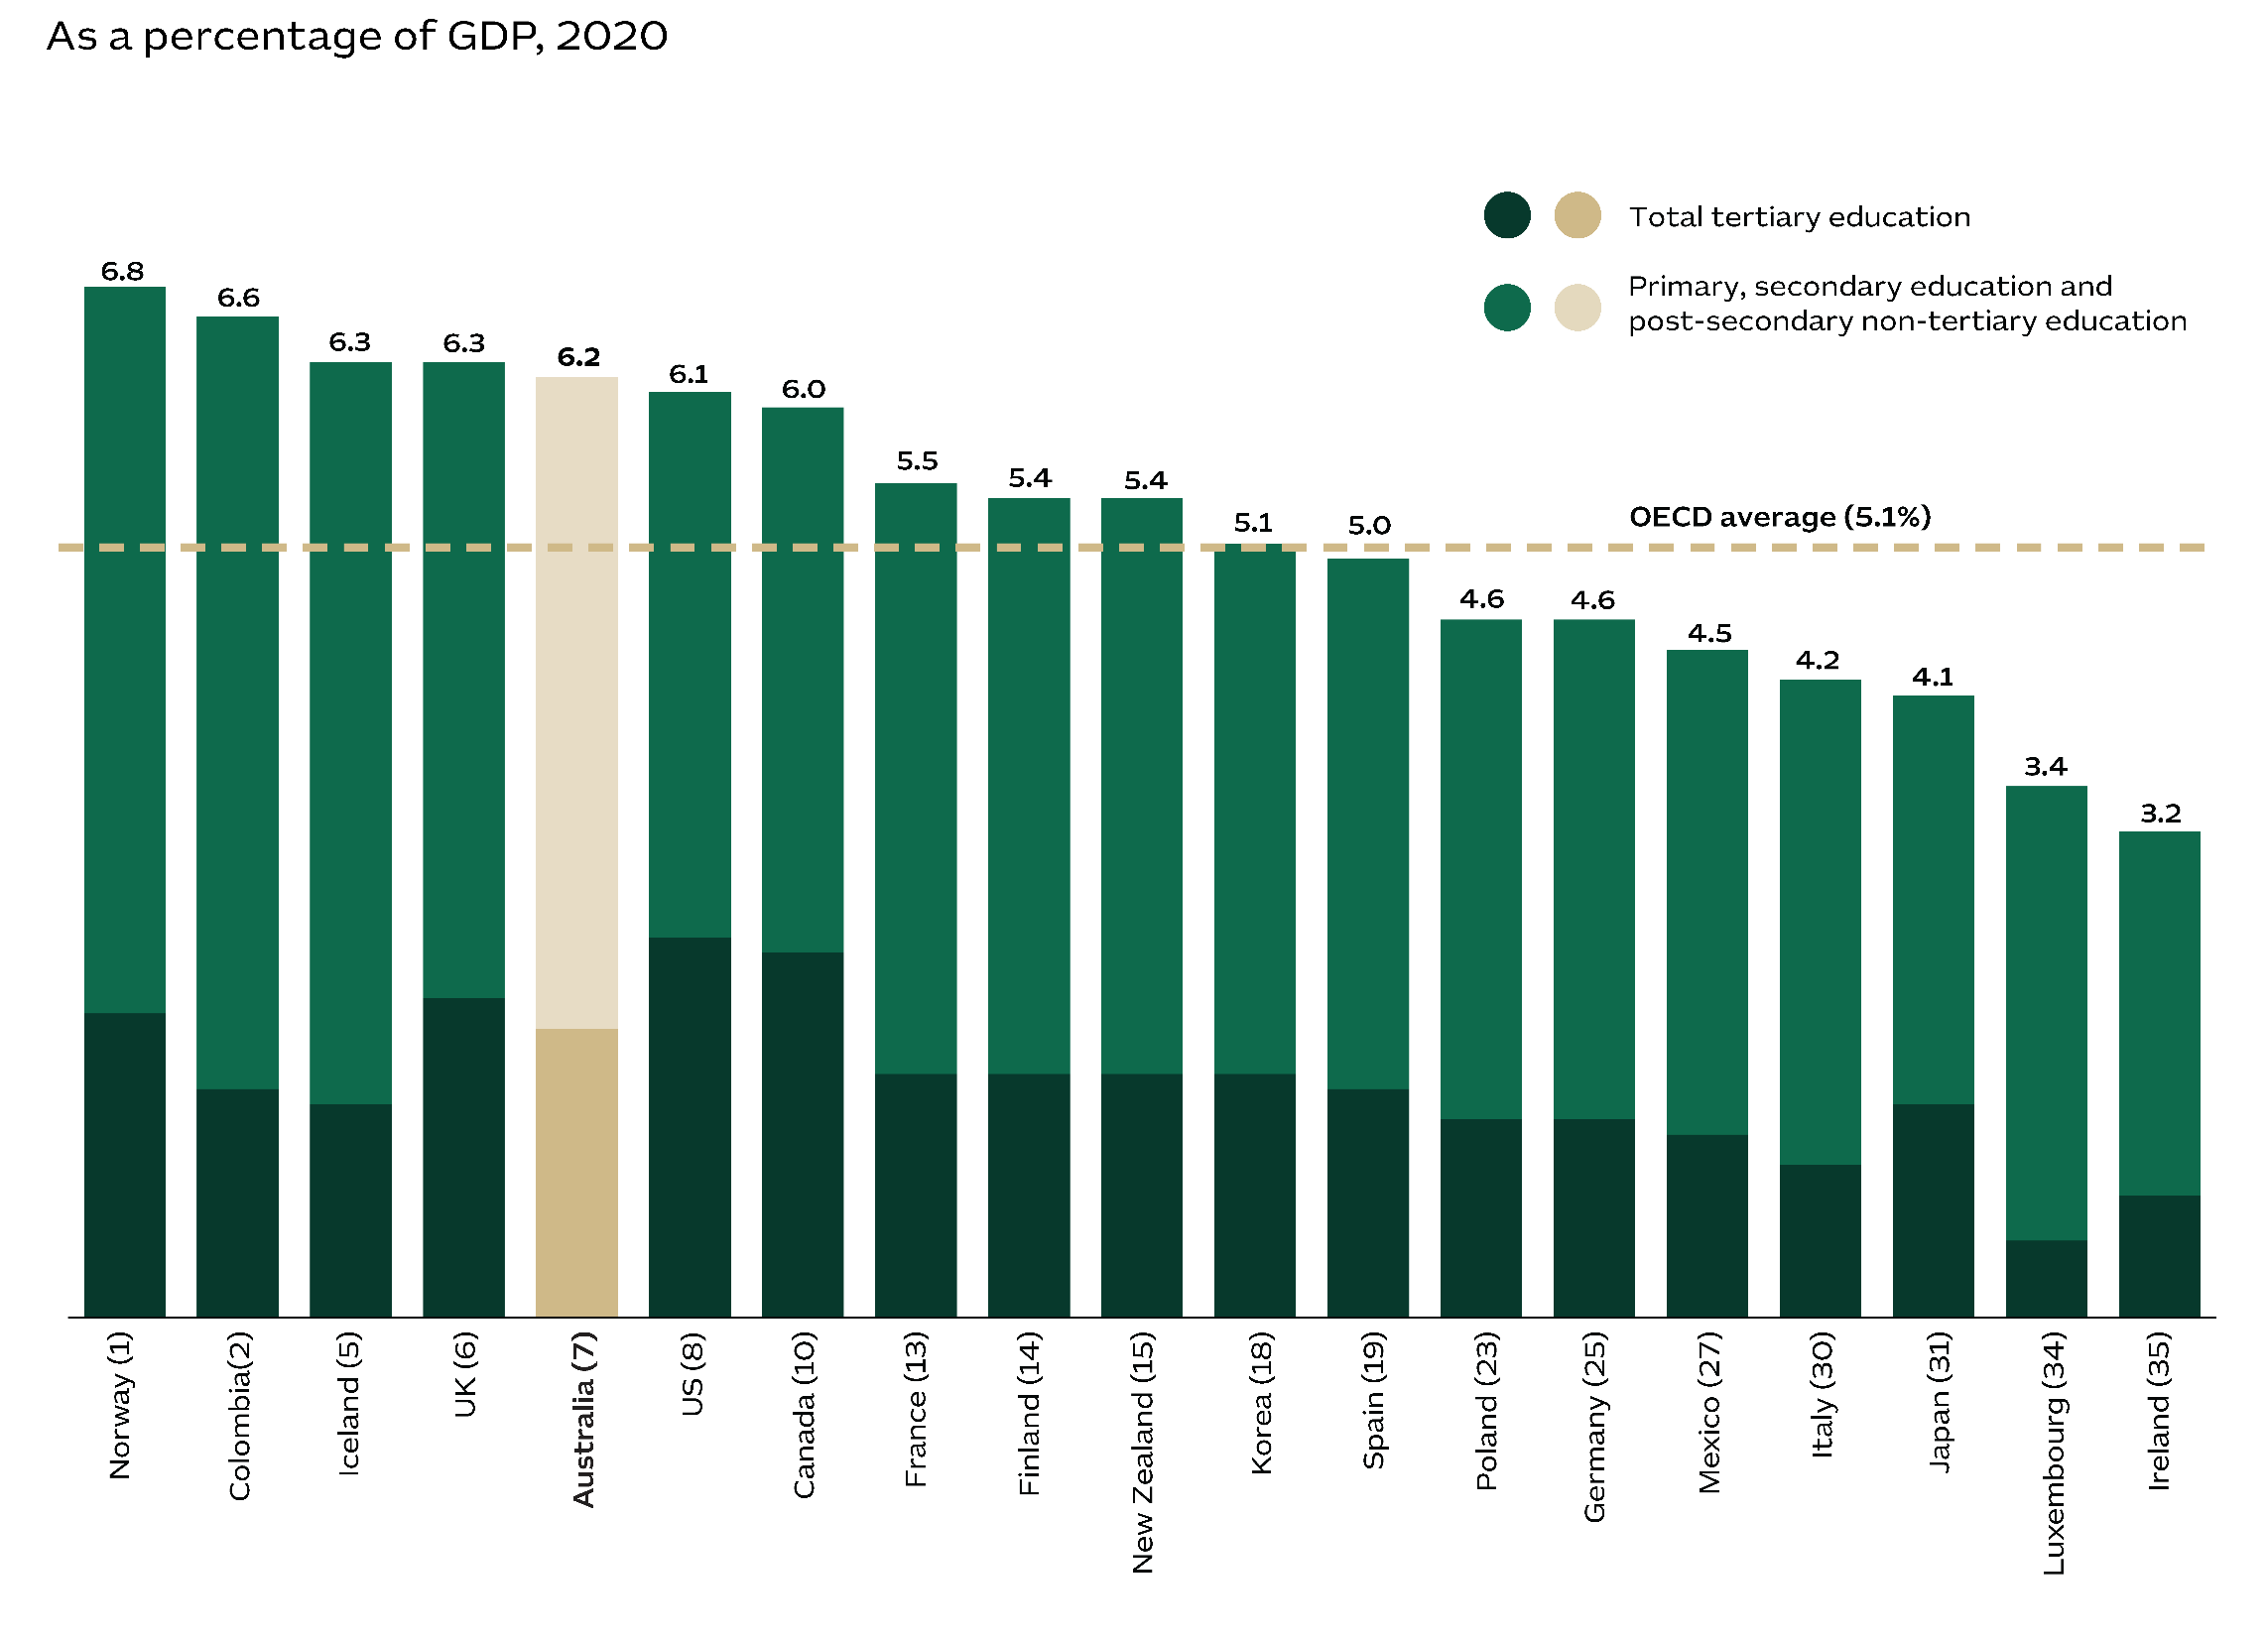 As a percentage of GDP, 2020
Total tertiary education
Primary, secondary education and
post-secondary non-tertiary education
6.8
6.6
6.3
6.3
6.2
6.1
6.0
5.5
5.4
5.4
5.1
5.0
OECD average (5.1%)
4.6
4.6
4.5
4.2
4.1
3.4
3.2
Norway (1)
Colombia(2)
Iceland (5)
UK (6)
Australia (7)
US (8)
Canada (10)
France (13)
Finland (14)
New Zealand (15)
Korea (18)
Spain (19)
Poland (23)
Germany (25)
Mexico (27)
Italy (30)
Japan (31)
Luxembourg (34)
Ireland (35)